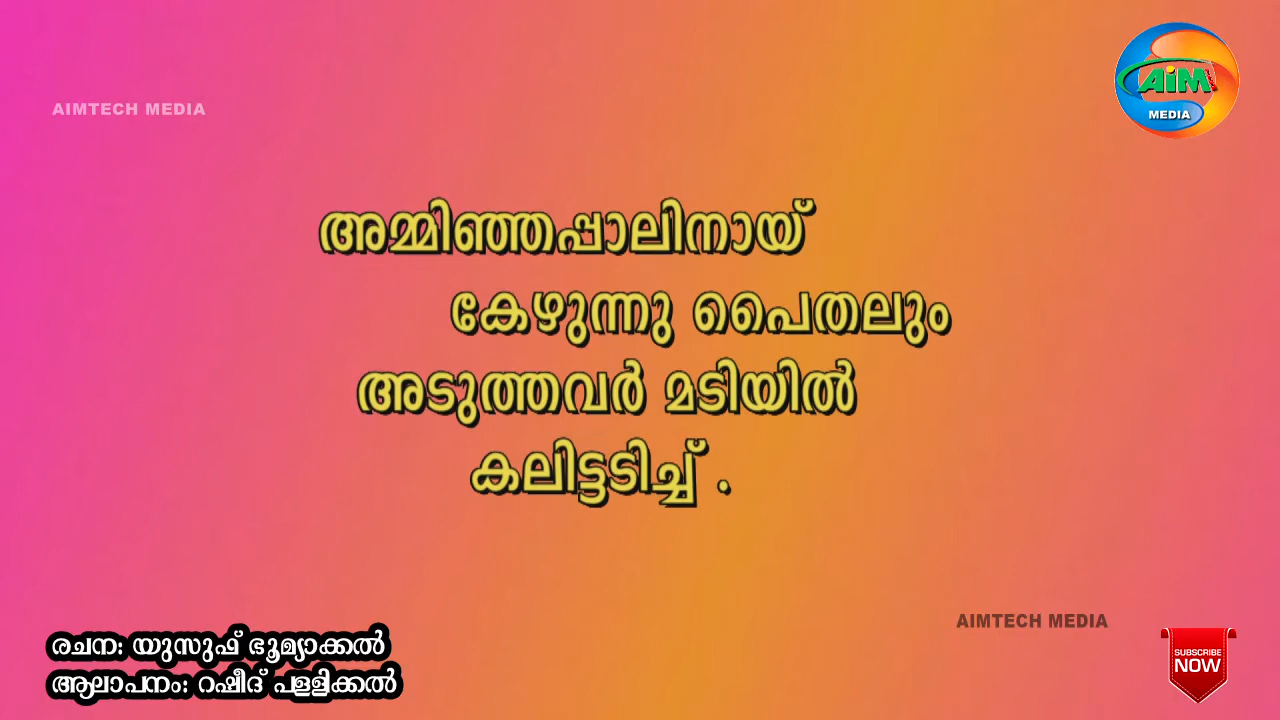 AIMTECH MEDIA
AiM
MEDIA
അമ്മിഞ്ഞപ്പാലിനായ്
കേഴുന്നു പൈതലും
അടുത്തവർ മടിയിൽ
കലിട്ടടിച്ച് .
AIMTECH MEDIA
SUBSCRIBE
NOW
രചന: യുസുഫ് ഭൂമ്യാക്കൽ
ആലാപനം: റഷീദ് പളളിക്കൽ